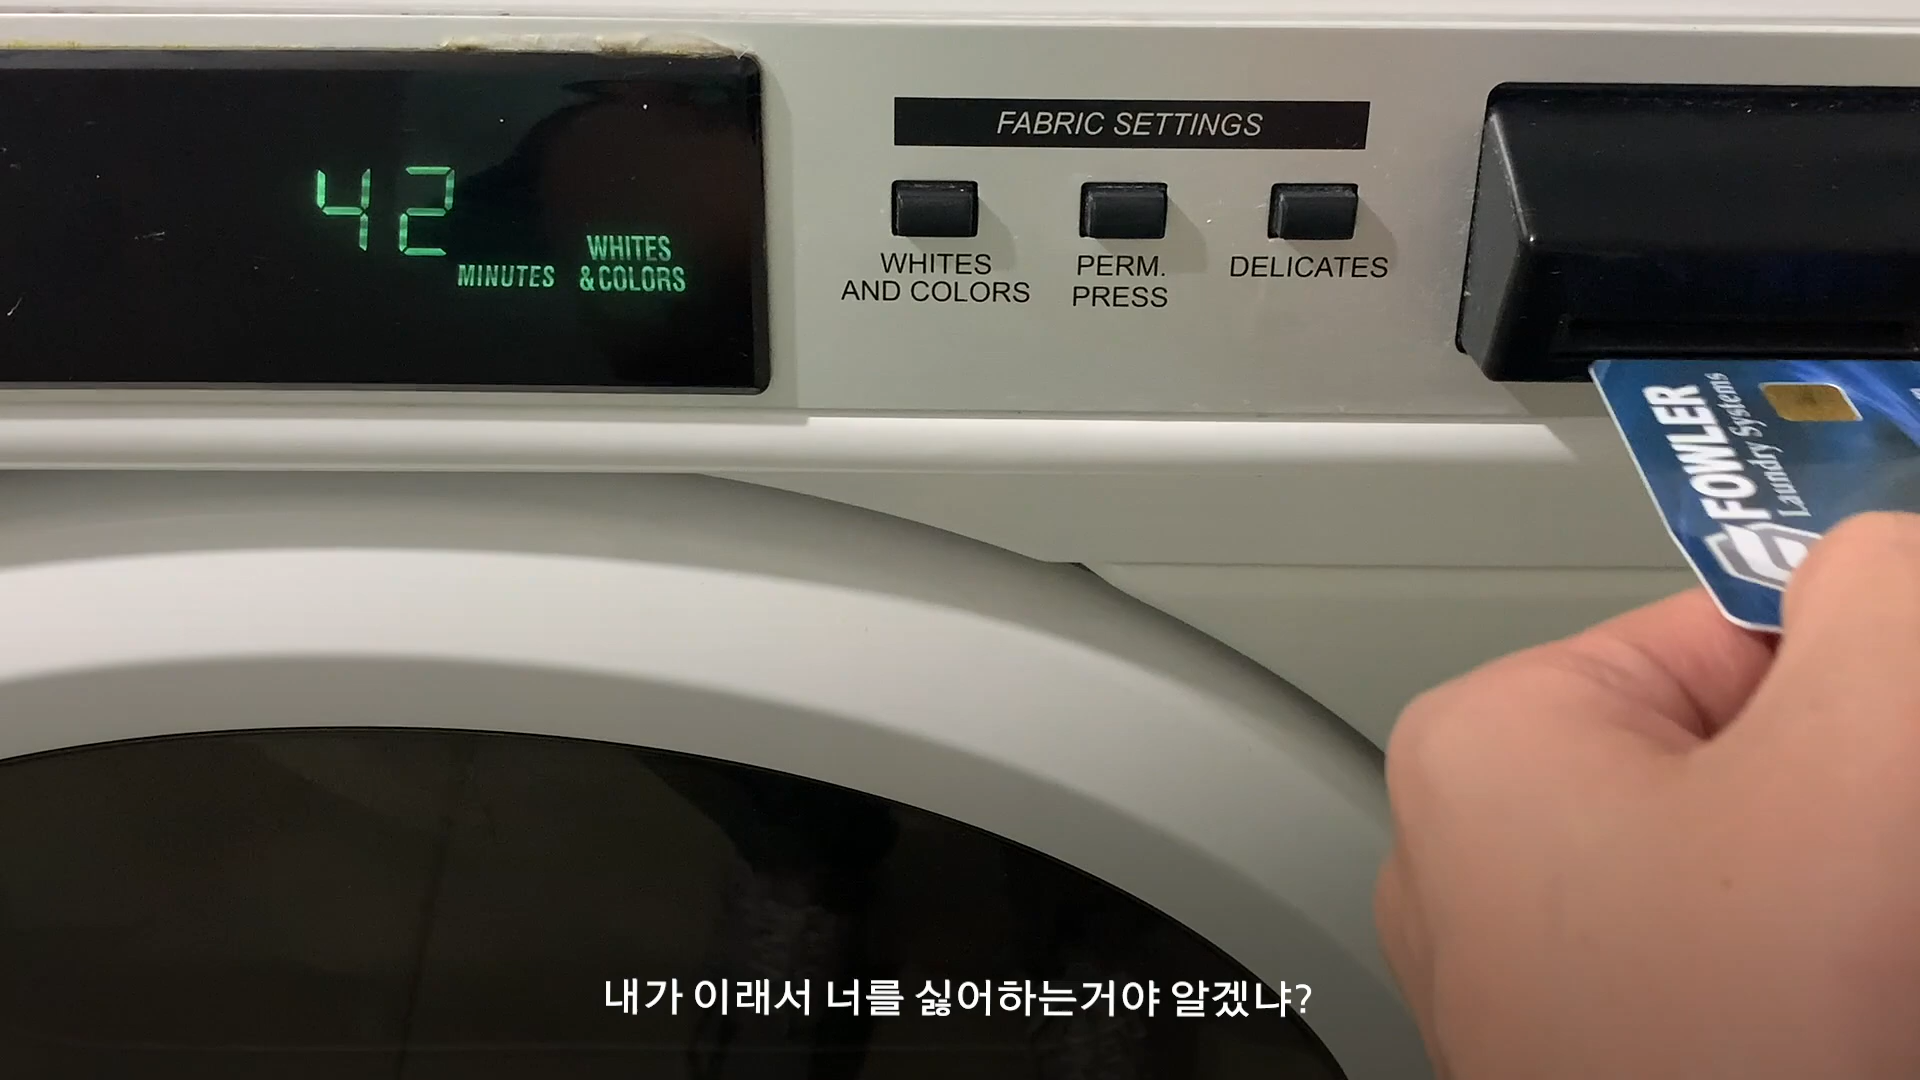 42
MINUTES
WHITES
&COLORS
FABRIC SETTINGS
WHITES
AND COLORS
PERM.
PRESS
DELICATES
FOWLER
Laundry Systems
내가 이래서 너를 싫어하는거야 알겠냐?